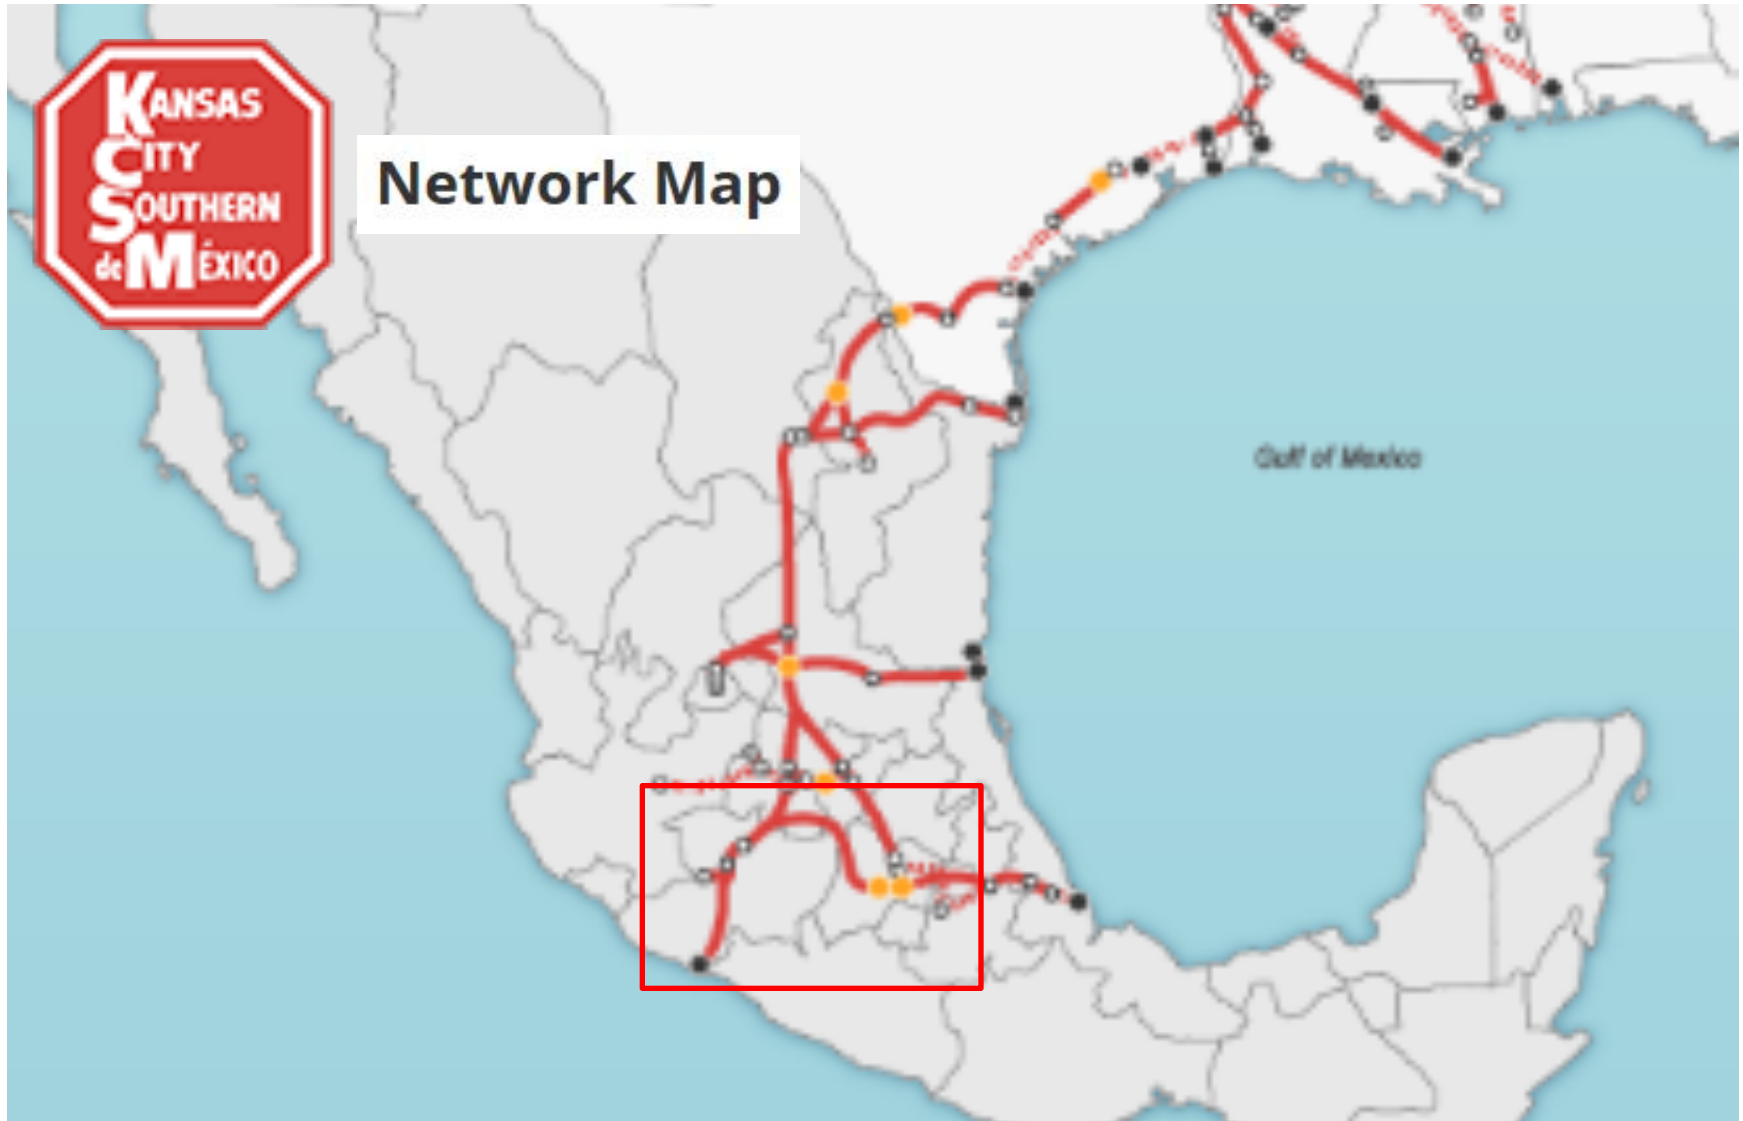 KANSAS
CITY
SOUTHERN
de MÉXICO
Network Map
Gulf of Mexico